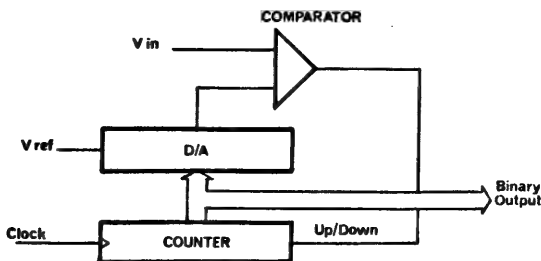 COMPARATOR
V in
V ref
D/A
Binary
Output
Clock
COUNTER
Up/Down